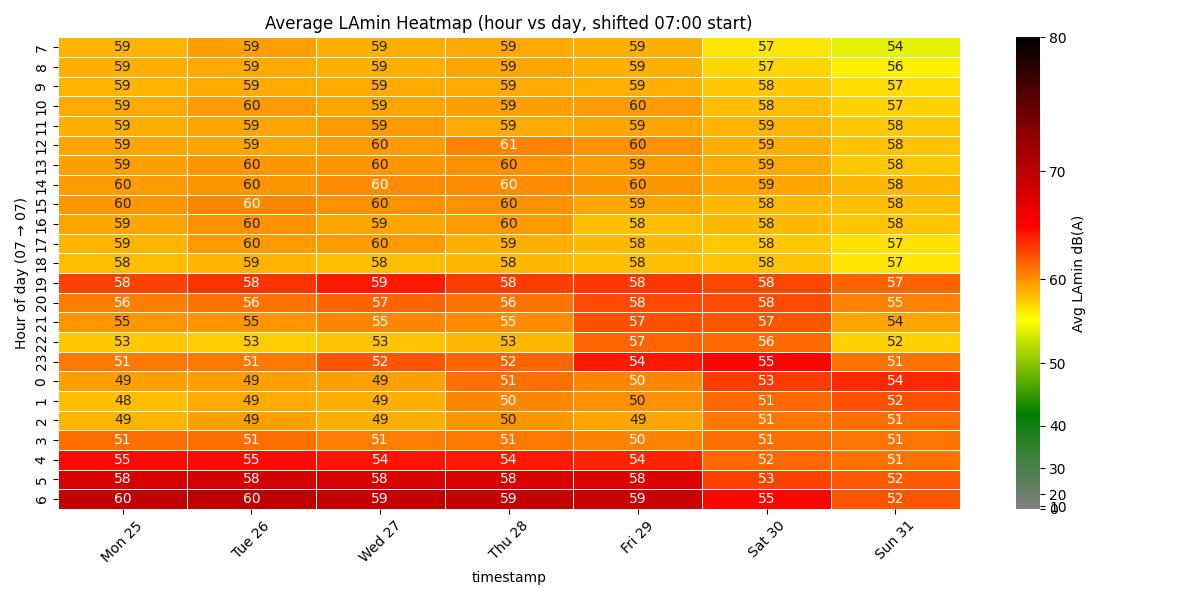 Average LAmin Heatmap (hour vs day, shifted 07:00 start)
7 59 59 59 59 59 57 54
8 59 59 59 59 59 57 56
9 59 59 59 59 59 58 57
10 59 60 59 59 60 58 57
11 59 59 59 59 59 59 58
12 59 59 60 61 60 59 58
13 59 60 60 60 59 59 58
14 60 60 60 60 60 59 58
15 60 60 60 60 59 58 58
16 59 60 59 60 58 58 58
17 59 60 60 59 58 58 57
18 58 59 58 58 58 58 57
19 58 58 59 58 58 58 57
20 56 56 57 56 58 58 55
21 55 55 55 55 57 57 54
22 53 53 53 53 57 56 52
23 51 51 52 52 54 55 51
0 49 49 49 51 50 53 54
1 48 49 49 50 50 51 52
2 49 49 49 50 49 51 51
3 51 51 51 51 50 51 51
4 55 55 54 54 54 52 51
5 58 58 58 58 58 53 52
6 60 60 59 59 59 55 52
Hour of day (07 → 07)
Mon 25 Tue 26 Wed 27 Thu 28 Fri 29 Sat 30 Sun 31
timestamp
80
70
60
50
40
30
20
10
0
Avg LAmin dB(A)